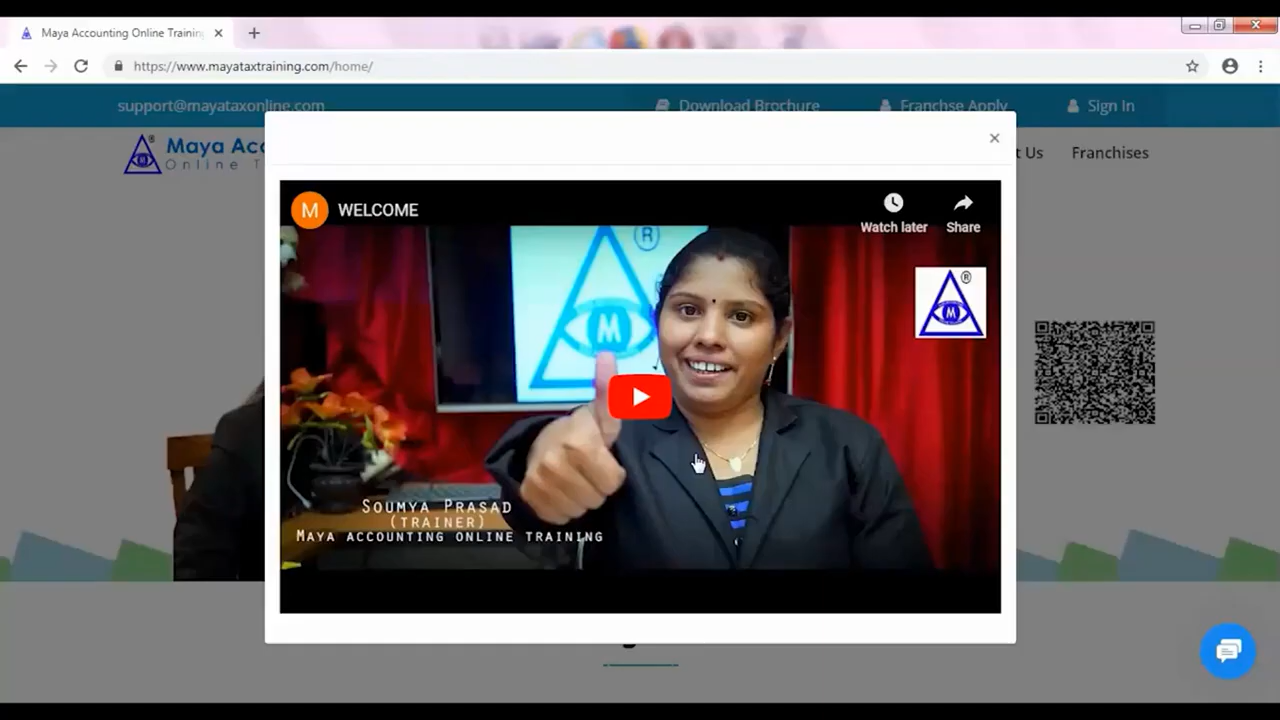 Maya Accounting Online Trainin
https://www.mayataxtraining.com/home/
support@mayataxonline.com
Download Brochure
Franchse Apply
Sign In
Maya Acc
Online T
t Us
Franchises
M
WELCOME
Watch later
Share
®
M
®
M
SOUMYA PRASAD
(TRAINER)
MAYA ACCOUNTING ONLINE TRAINING